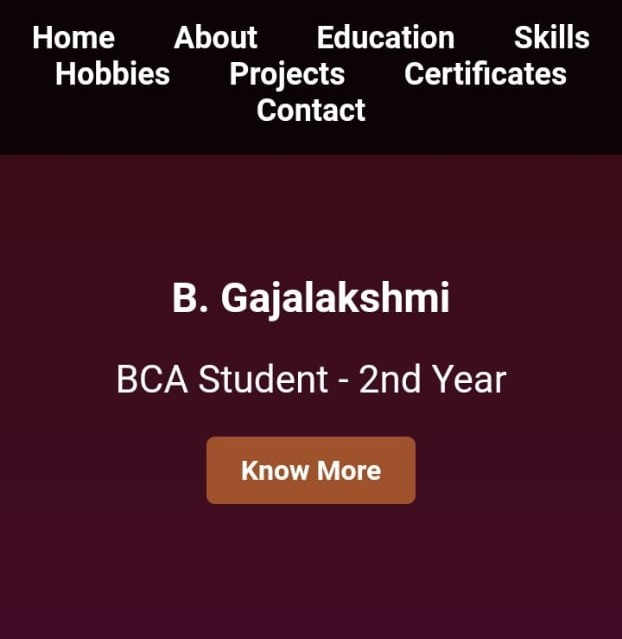 Home About Education Skills
Hobbies Projects Certificates
Contact
B. Gajalakshmi
BCA Student - 2nd Year
Know More